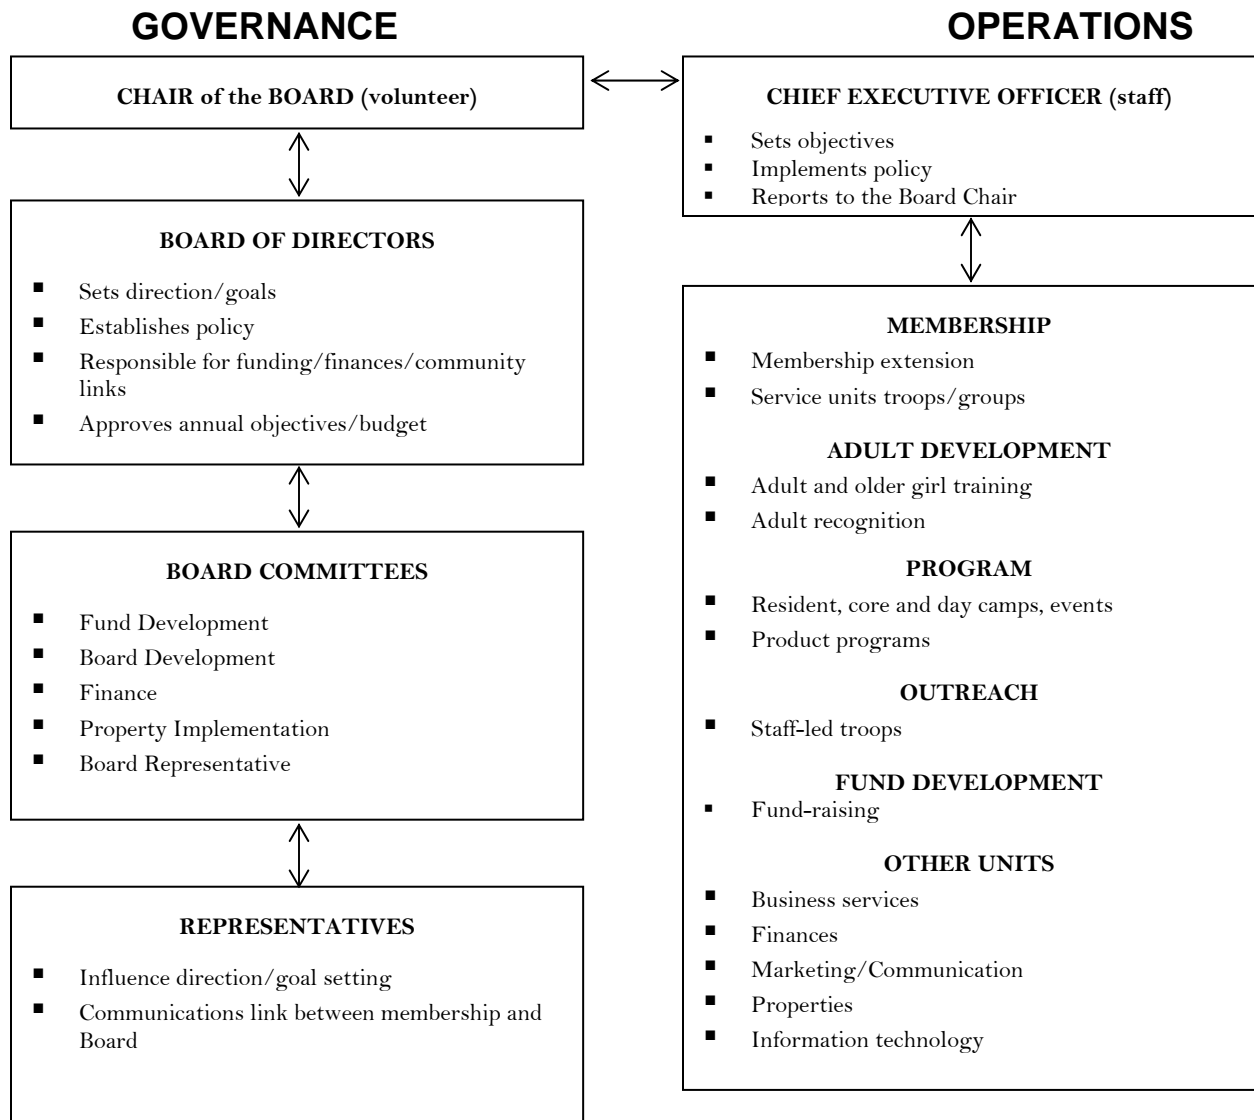 GOVERNANCE
CHAIR of the BOARD (volunteer)
BOARD OF DIRECTORS
▪ Sets direction/goals
▪ Establishes policy
▪ Responsible for funding/finances/community
links
▪ Approves annual objectives/budget
BOARD COMMITTEES
▪ Fund Development
▪ Board Development
▪ Finance
▪ Property Implementation
▪ Board Representative
REPRESENTATIVES
▪ Influence direction/goal setting
▪ Communications link between membership and
Board
OPERATIONS
CHIEF EXECUTIVE OFFICER (staff)
▪ Sets objectives
▪ Implements policy
▪ Reports to the Board Chair
MEMBERSHIP
▪ Membership extension
▪ Service units troops/groups
ADULT DEVELOPMENT
▪ Adult and older girl training
▪ Adult recognition
PROGRAM
▪ Resident, core and day camps, events
▪ Product programs
OUTREACH
▪ Staff-led troops
FUND DEVELOPMENT
▪ Fund-raising
OTHER UNITS
▪ Business services
▪ Finances
▪ Marketing/Communication
▪ Properties
▪ Information technology